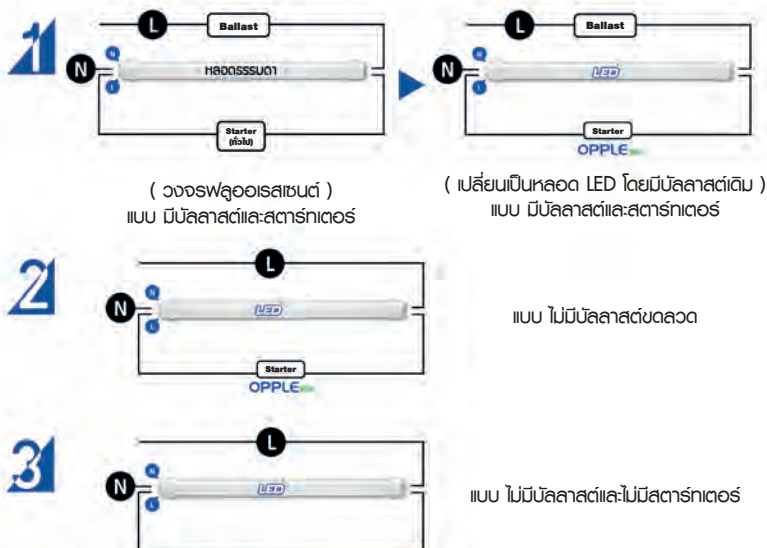 1
L
Ballast
N
N
หลอดธรรมดา
L
Starter
(ทั่วไป)
( วงจรฟลูออเรสเซนต์ )
แบบ มีบัลลาสต์และสตาร์ทเตอร์
L
Ballast
N
N
LED
L
Starter
OPPLE
( เปลี่ยนเป็นหลอด LED โดยมีบัลลาสต์เดิม )
แบบ มีบัลลาสต์และสตาร์ทเตอร์
2
L
N
N
LED
L
Starter
OPPLE
แบบ ไม่มีบัลลาสต์ขดลวด
3
L
N
N
LED
L
แบบ ไม่มีบัลลาสต์และไม่มีสตาร์ทเตอร์